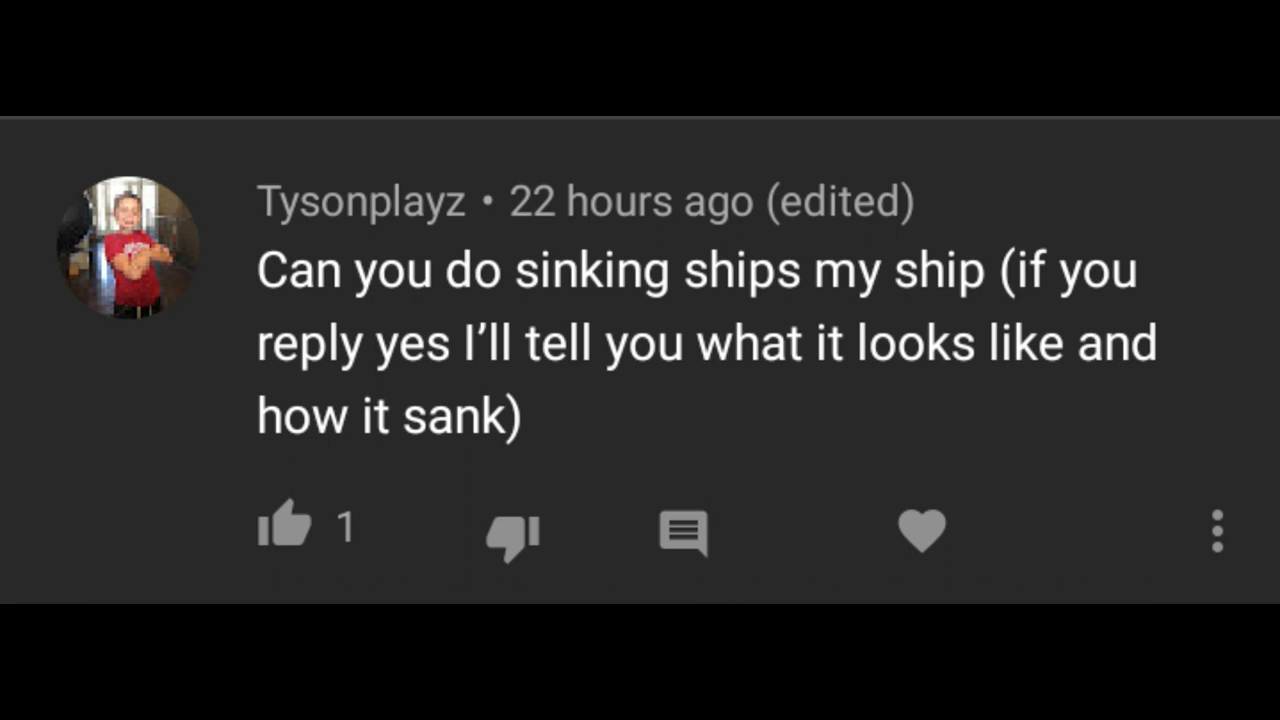 Tysonplayz • 22 hours ago (edited)
Can you do sinking ships my ship (if you
reply yes I’ll tell you what it looks like and
how it sank)
1